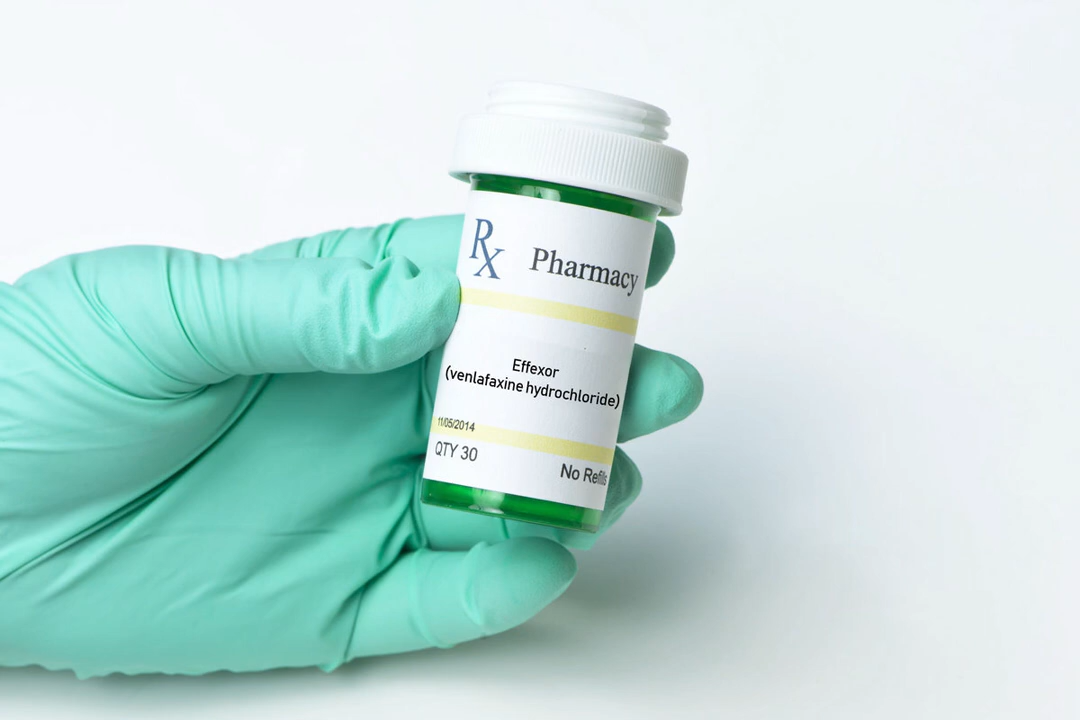 Rx Pharmacy
Effexor
(venlafaxine hydrochloride)
11/05/2014
QTY 30
No Refills